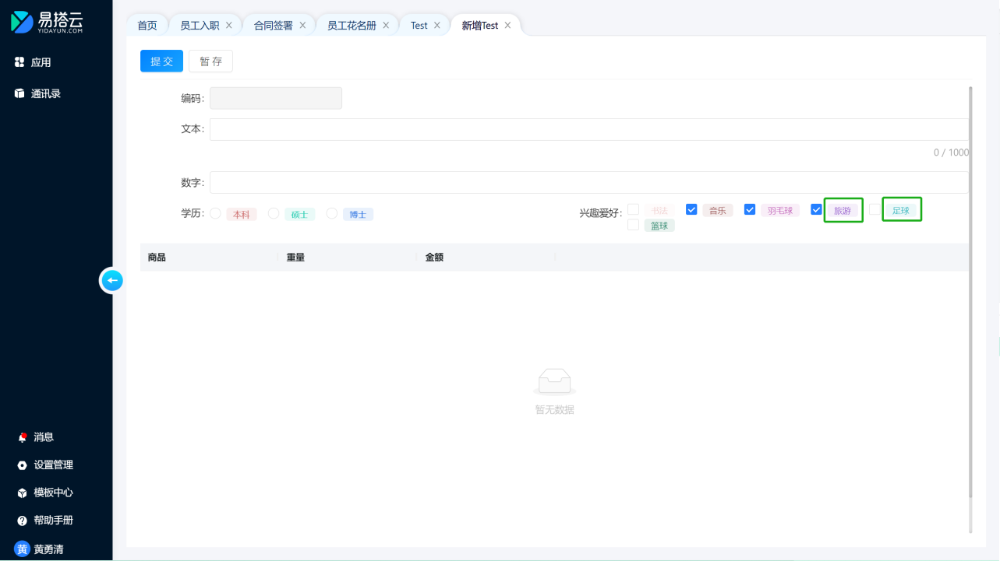 易搭云
YIDAYUN.COM
应用
通讯录
首页 员工入职 合同签署 员工花名册 Test 新增Test
提 交 暂 存
编码:
文本:
0 / 1000
数字:
学历: 本科 硕士 博士 兴趣爱好: 书法 音乐 羽毛球 旅游 足球
篮球
商品 重量 金额
暂无数据
消息
设置管理
模板中心
帮助手册
黄 黄勇清